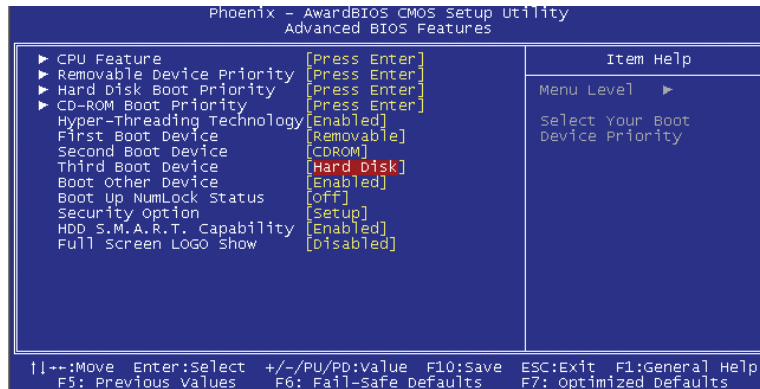 Phoenix - AwardBIOS CMOS Setup Utility
Advanced BIOS Features
► CPU Feature [Press Enter]
► Removable Device Priority [Press Enter]
► Hard Disk Boot Priority [Press Enter]
► CD-ROM Boot Priority [Press Enter]
Hyper-Threading Technology[Enabled]
First Boot Device [Removable]
Second Boot Device [CDROM]
Third Boot Device [Hard Disk]
Boot Other Device [Enabled]
Boot Up NumLock Status [Off]
Security Option [Setup]
HDD S.M.A.R.T. Capability [Enabled]
Full Screen LOGO Show [Disabled]
Item Help
Menu Level ►
Select Your Boot
Device Priority
↑↓←→:Move Enter:Select +/-/PU/PD:Value F10:Save ESC:Exit F1:General Help
F5: Previous Values F6: Fail-Safe Defaults F7: Optimized Defaults